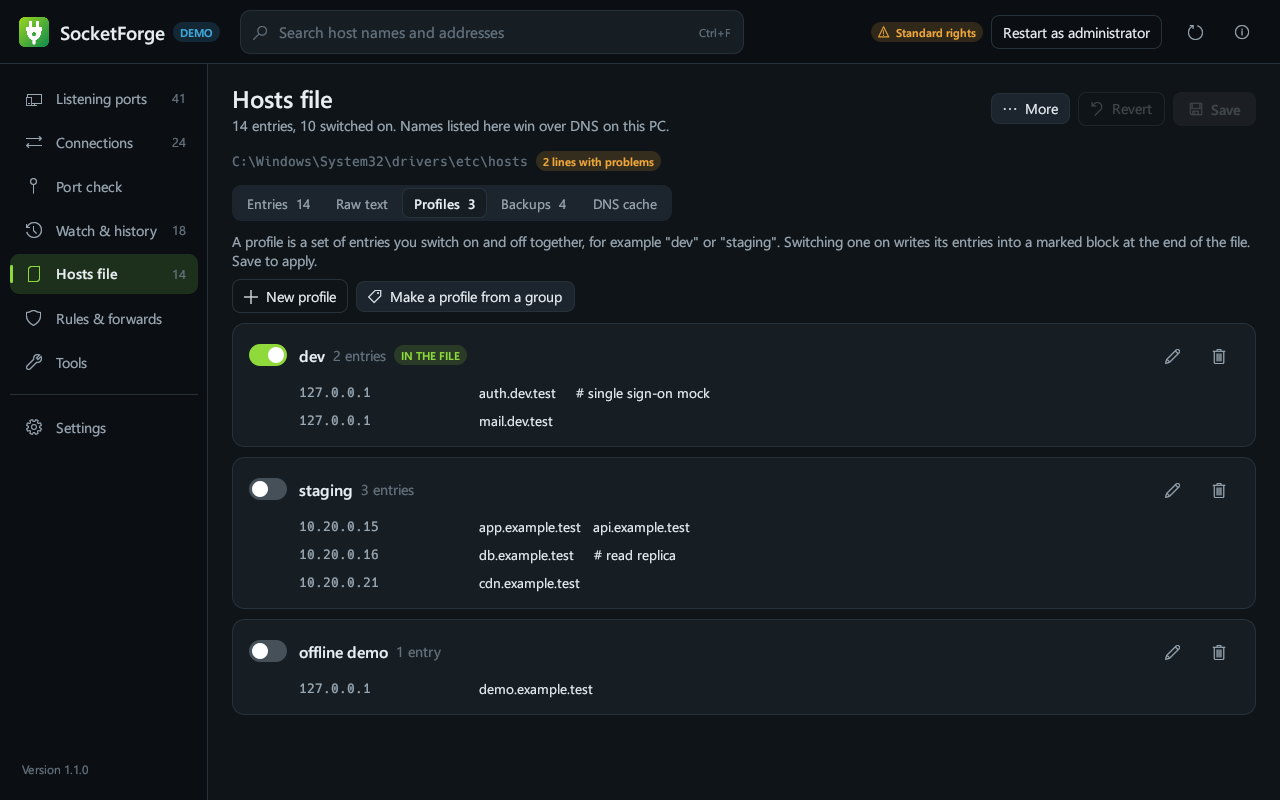 SocketForge DEMO
Search host names and addresses Ctrl+F
Standard rights
Restart as administrator
Listening ports 41
Connections 24
Port check
Watch & history 18
Hosts file 14
Rules & forwards
Tools
Settings
Version 1.1.0
Hosts file
14 entries, 10 switched on. Names listed here win over DNS on this PC.
More
Revert
Save
C:\Windows\System32\drivers\etc\hosts 2 lines with problems
Entries 14 Raw text Profiles 3 Backups 4 DNS cache
A profile is a set of entries you switch on and off together, for example "dev" or "staging". Switching one on writes its entries into a marked block at the end of the file.
Save to apply.
New profile Make a profile from a group
dev 2 entries IN THE FILE
127.0.0.1 auth.dev.test # single sign-on mock
127.0.0.1 mail.dev.test
staging 3 entries
10.20.0.15 app.example.test api.example.test
10.20.0.16 db.example.test # read replica
10.20.0.21 cdn.example.test
offline demo 1 entry
127.0.0.1 demo.example.test